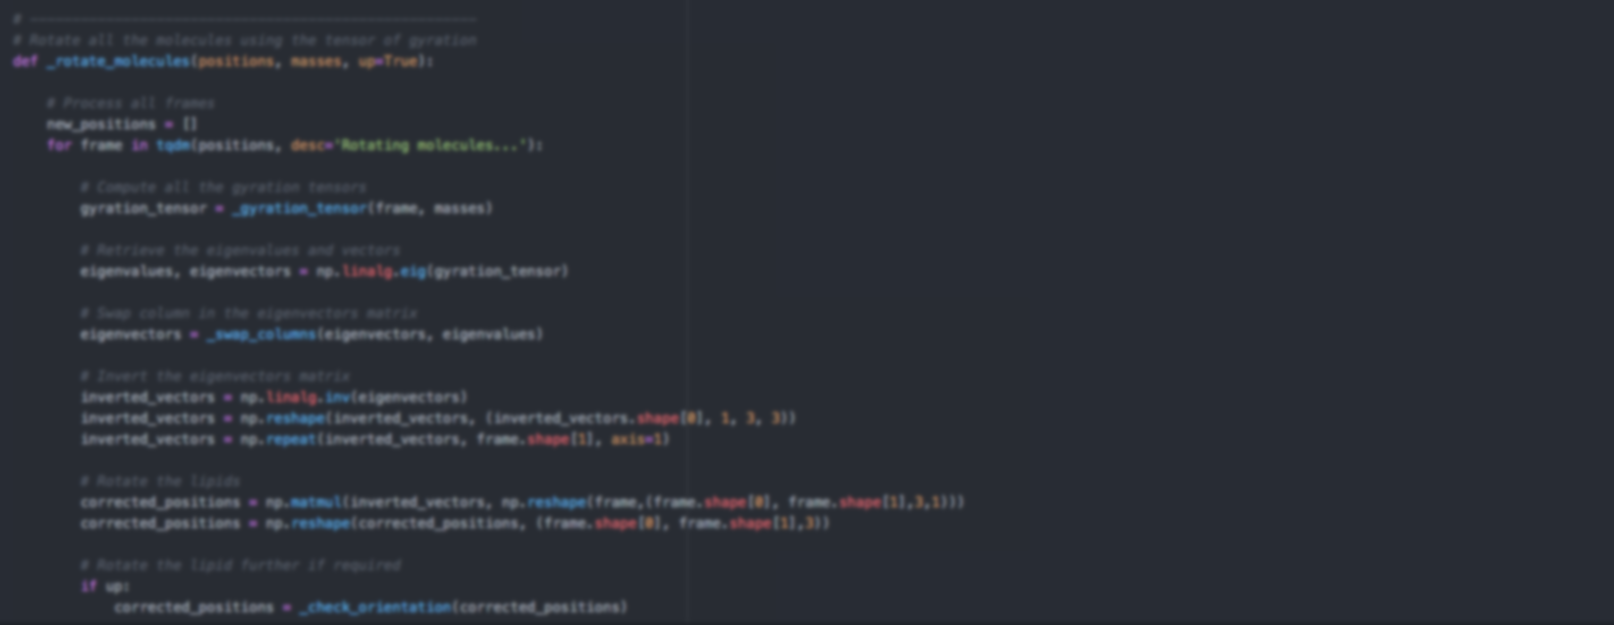 # -----------------------------------------------------
# Rotate all the molecules using the tensor of gyration
def _rotate_molecules(positions, masses, up=True):
# Process all frames
new_positions = []
for frame in tqdm(positions, desc='Rotating molecules...'):
# Compute all the gyration tensors
gyration_tensor = _gyration_tensor(frame, masses)
# Retrieve the eigenvalues and vectors
eigenvalues, eigenvectors = np.linalg.eig(gyration_tensor)
# Swap column in the eigenvectors matrix
eigenvectors = _swap_columns(eigenvectors, eigenvalues)
# Invert the eigenvectors matrix
inverted_vectors = np.linalg.inv(eigenvectors)
inverted_vectors = np.reshape(inverted_vectors, (inverted_vectors.shape[0], 1, 3, 3))
inverted_vectors = np.repeat(inverted_vectors, frame.shape[1], axis=1)
# Rotate the lipids
corrected_positions = np.matmul(inverted_vectors, np.reshape(frame,(frame.shape[0], frame.shape[1],3,1)))
corrected_positions = np.reshape(corrected_positions, (frame.shape[0], frame.shape[1],3))
# Rotate the lipid further if required
if up:
corrected_positions = _check_orientation(corrected_positions)